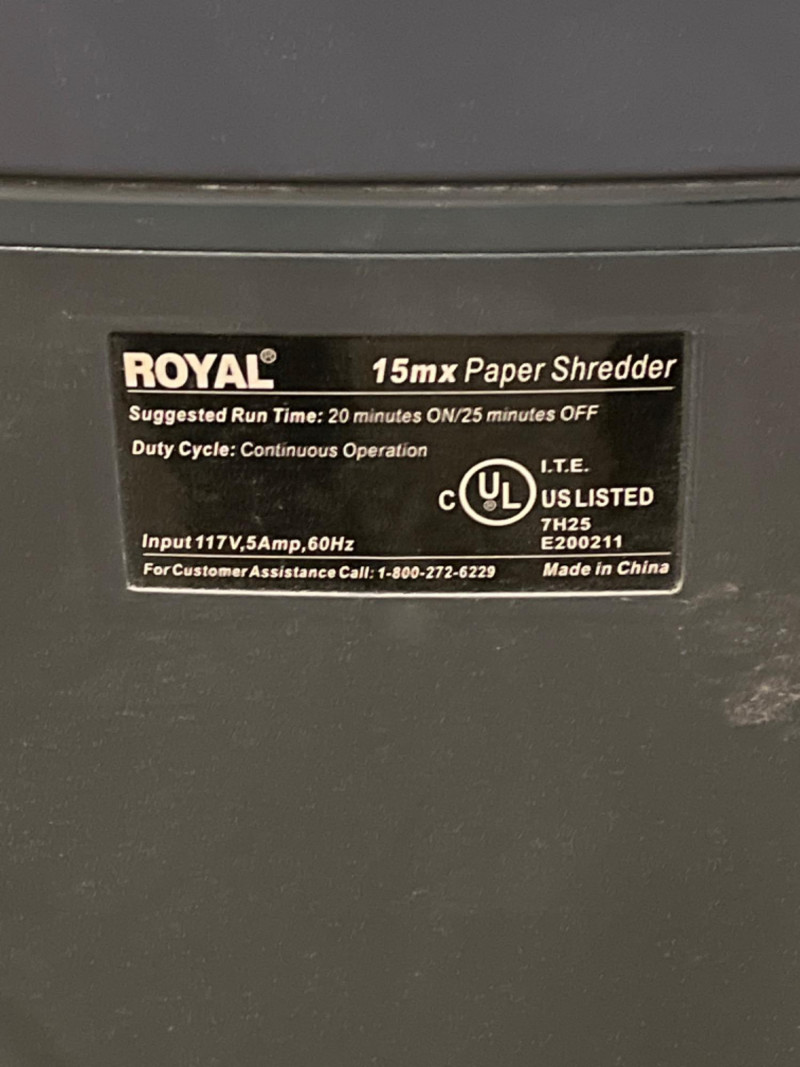 ROYAL® 15mx Paper Shredder
Suggested Run Time: 20 minutes ON/25 minutes OFF
Duty Cycle: Continuous Operation
I.T.E.
C UL® US LISTED
7H25
Input 117V,5Amp,60Hz E200211
For Customer Assistance Call: 1-800-272-6229 Made in China